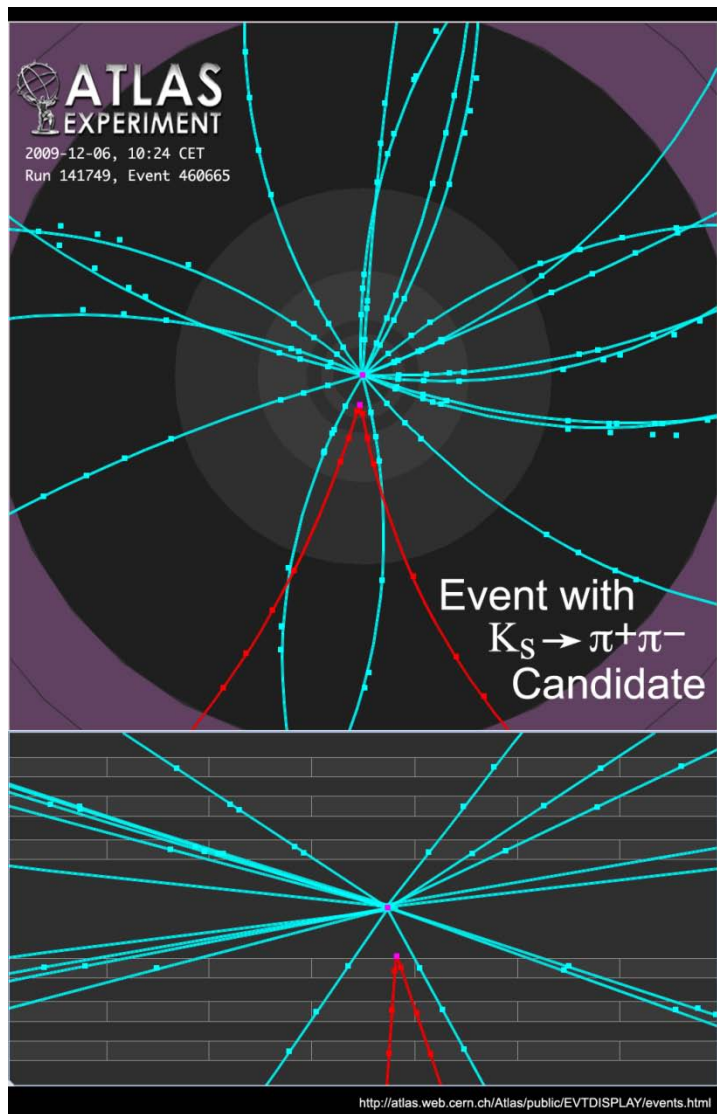 ATLAS
EXPERIMENT
2009-12-06, 10:24 CET
Run 141749, Event 460665
Event with
K_S → π⁺π⁻
Candidate
http://atlas.web.cern.ch/Atlas/public/EVTDISPLAY/events.html